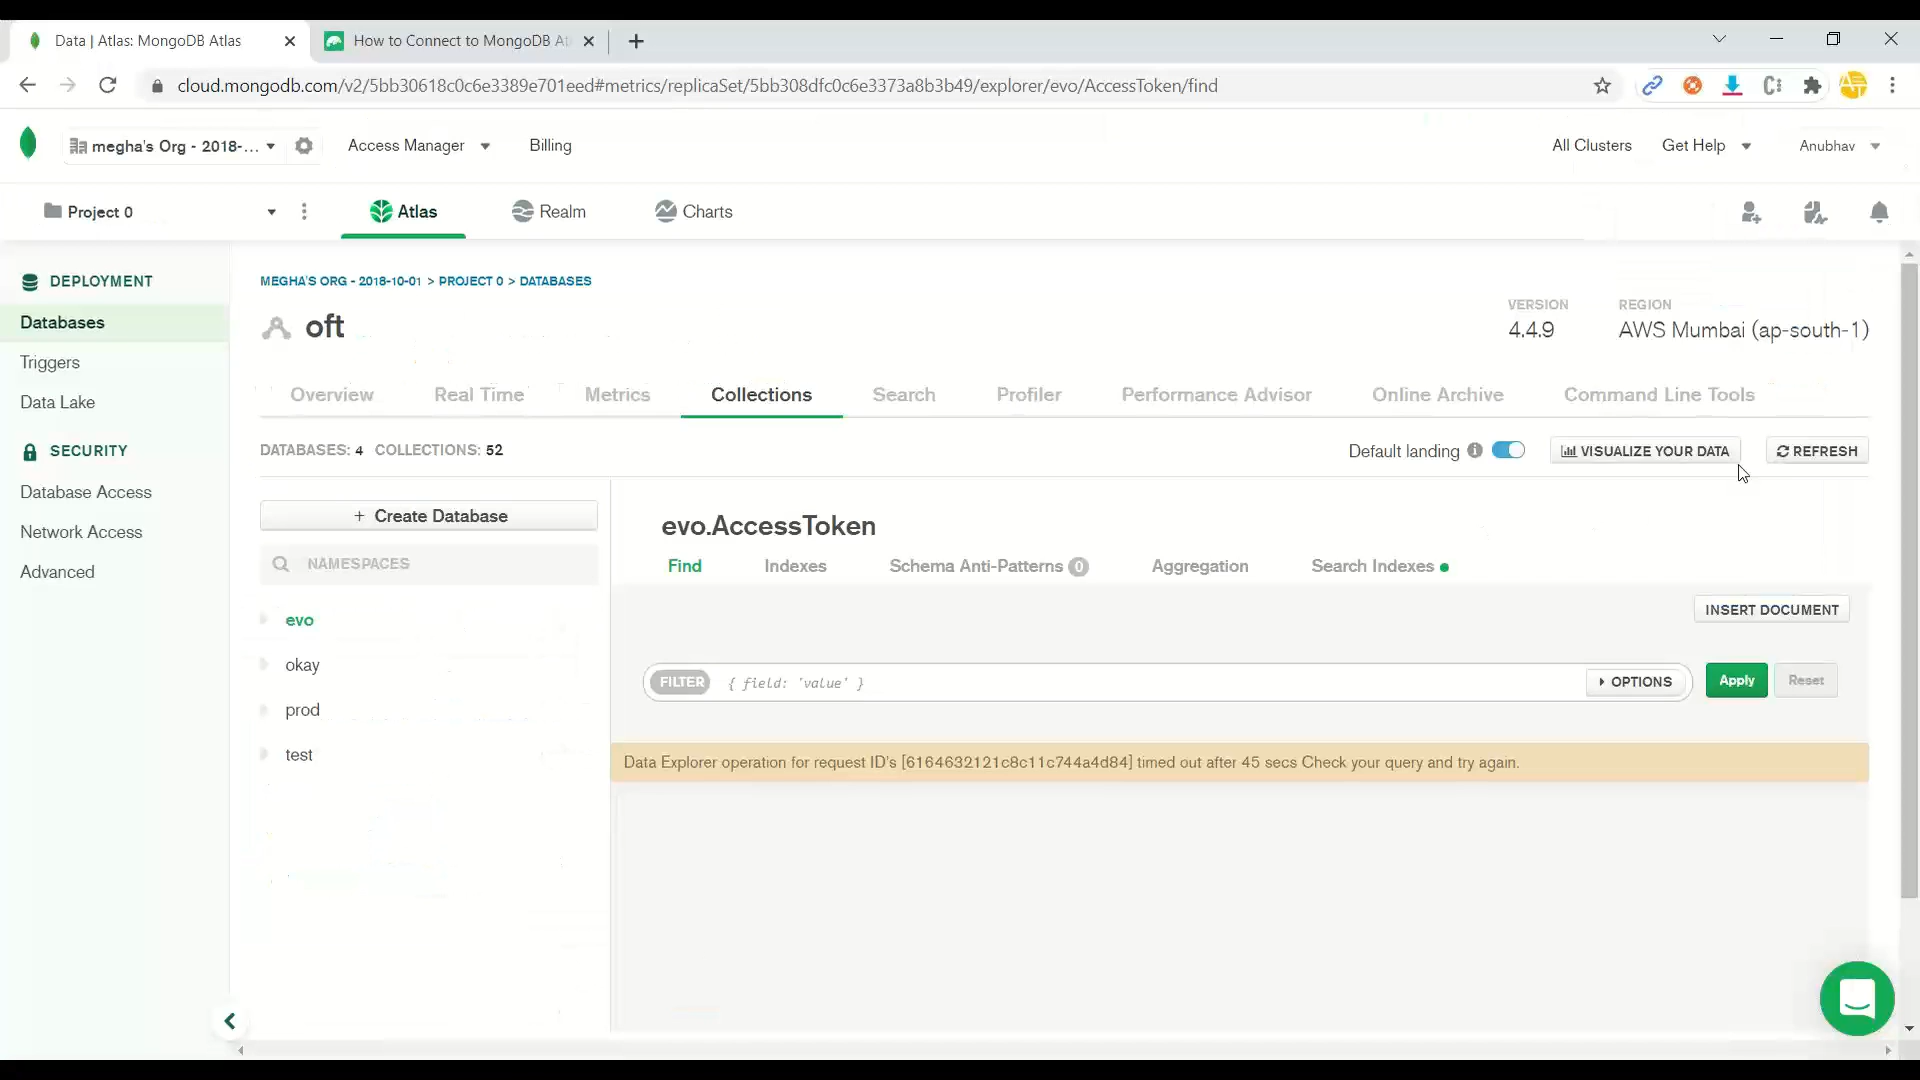 Data | Atlas: MongoDB Atlas
How to Connect to MongoDB At
cloud.mongodb.com/v2/5bb30618c0c6e3389e701eed#metrics/replicaSet/5bb308dfc0c6e3373a8b3b49/explorer/evo/AccessToken/find
megha's Org - 2018-...
Access Manager
Billing
All Clusters
Get Help
Anubhav
Project 0
Atlas
Realm
Charts
DEPLOYMENT
Databases
Triggers
Data Lake
SECURITY
Database Access
Network Access
Advanced
MEGHA'S ORG - 2018-10-01 > PROJECT 0 > DATABASES
oft
VERSION
4.4.9
REGION
AWS Mumbai (ap-south-1)
Overview
Real Time
Metrics
Collections
Search
Profiler
Performance Advisor
Online Archive
Command Line Tools
DATABASES: 4 COLLECTIONS: 52
Default landing
VISUALIZE YOUR DATA
REFRESH
+ Create Database
NAMESPACES
evo
okay
prod
test
evo.AccessToken
Find
Indexes
Schema Anti-Patterns 0
Aggregation
Search Indexes
INSERT DOCUMENT
FILTER
{ field: 'value' }
OPTIONS
Apply
Reset
Data Explorer operation for request ID's [6164632121c8c11c744a4d84] timed out after 45 secs Check your query and try again.